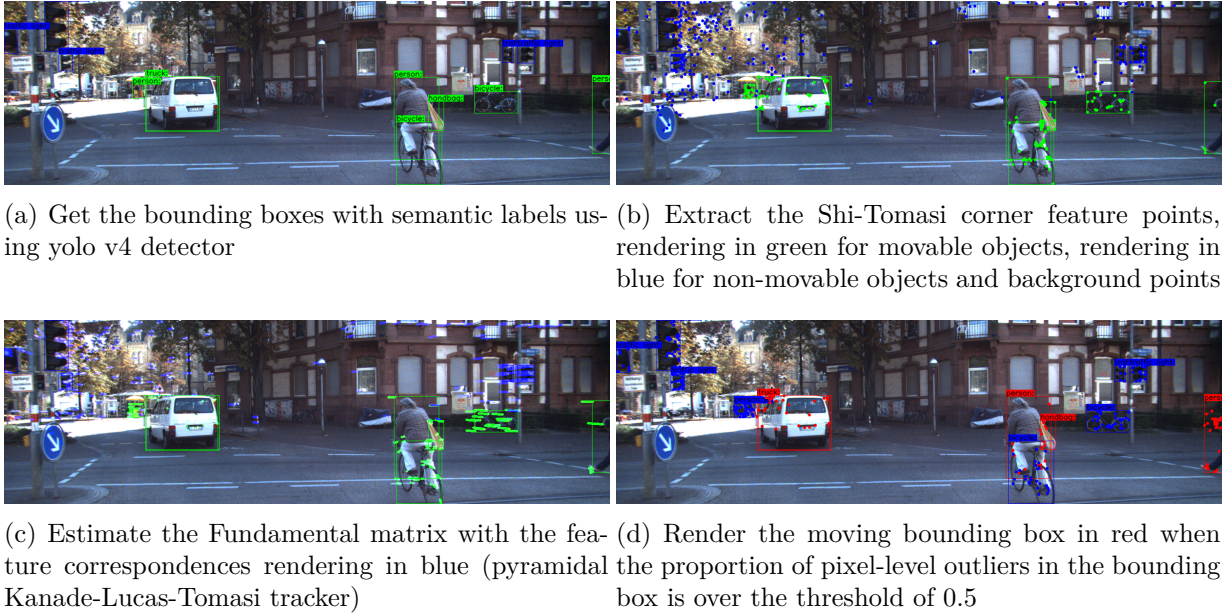 truck:
person:
person:
handbag:
bicycle:
bicycle:
(a) Get the bounding boxes with semantic labels us-
ing yolo v4 detector
(b) Extract the Shi-Tomasi corner feature points,
rendering in green for movable objects, rendering in
blue for non-movable objects and background points
person:
handbag:
bicycle:
(c) Estimate the Fundamental matrix with the fea-
ture correspondences rendering in blue (pyramidal
Kanade-Lucas-Tomasi tracker)
(d) Render the moving bounding box in red when
the proportion of pixel-level outliers in the bounding
box is over the threshold of 0.5